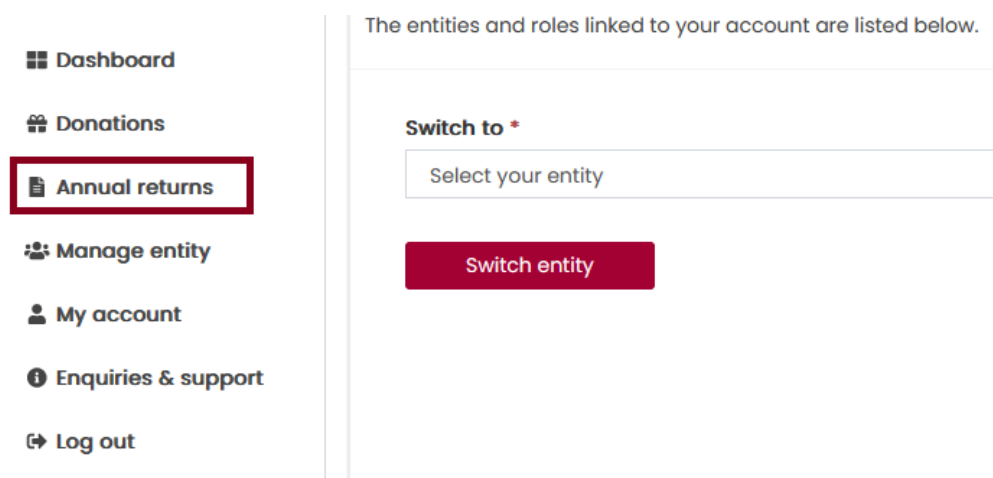 The entities and roles linked to your account are listed below.
Dashboard
Donations
Annual returns
Manage entity
My account
Enquiries & support
Log out
Switch to *
Select your entity
Switch entity